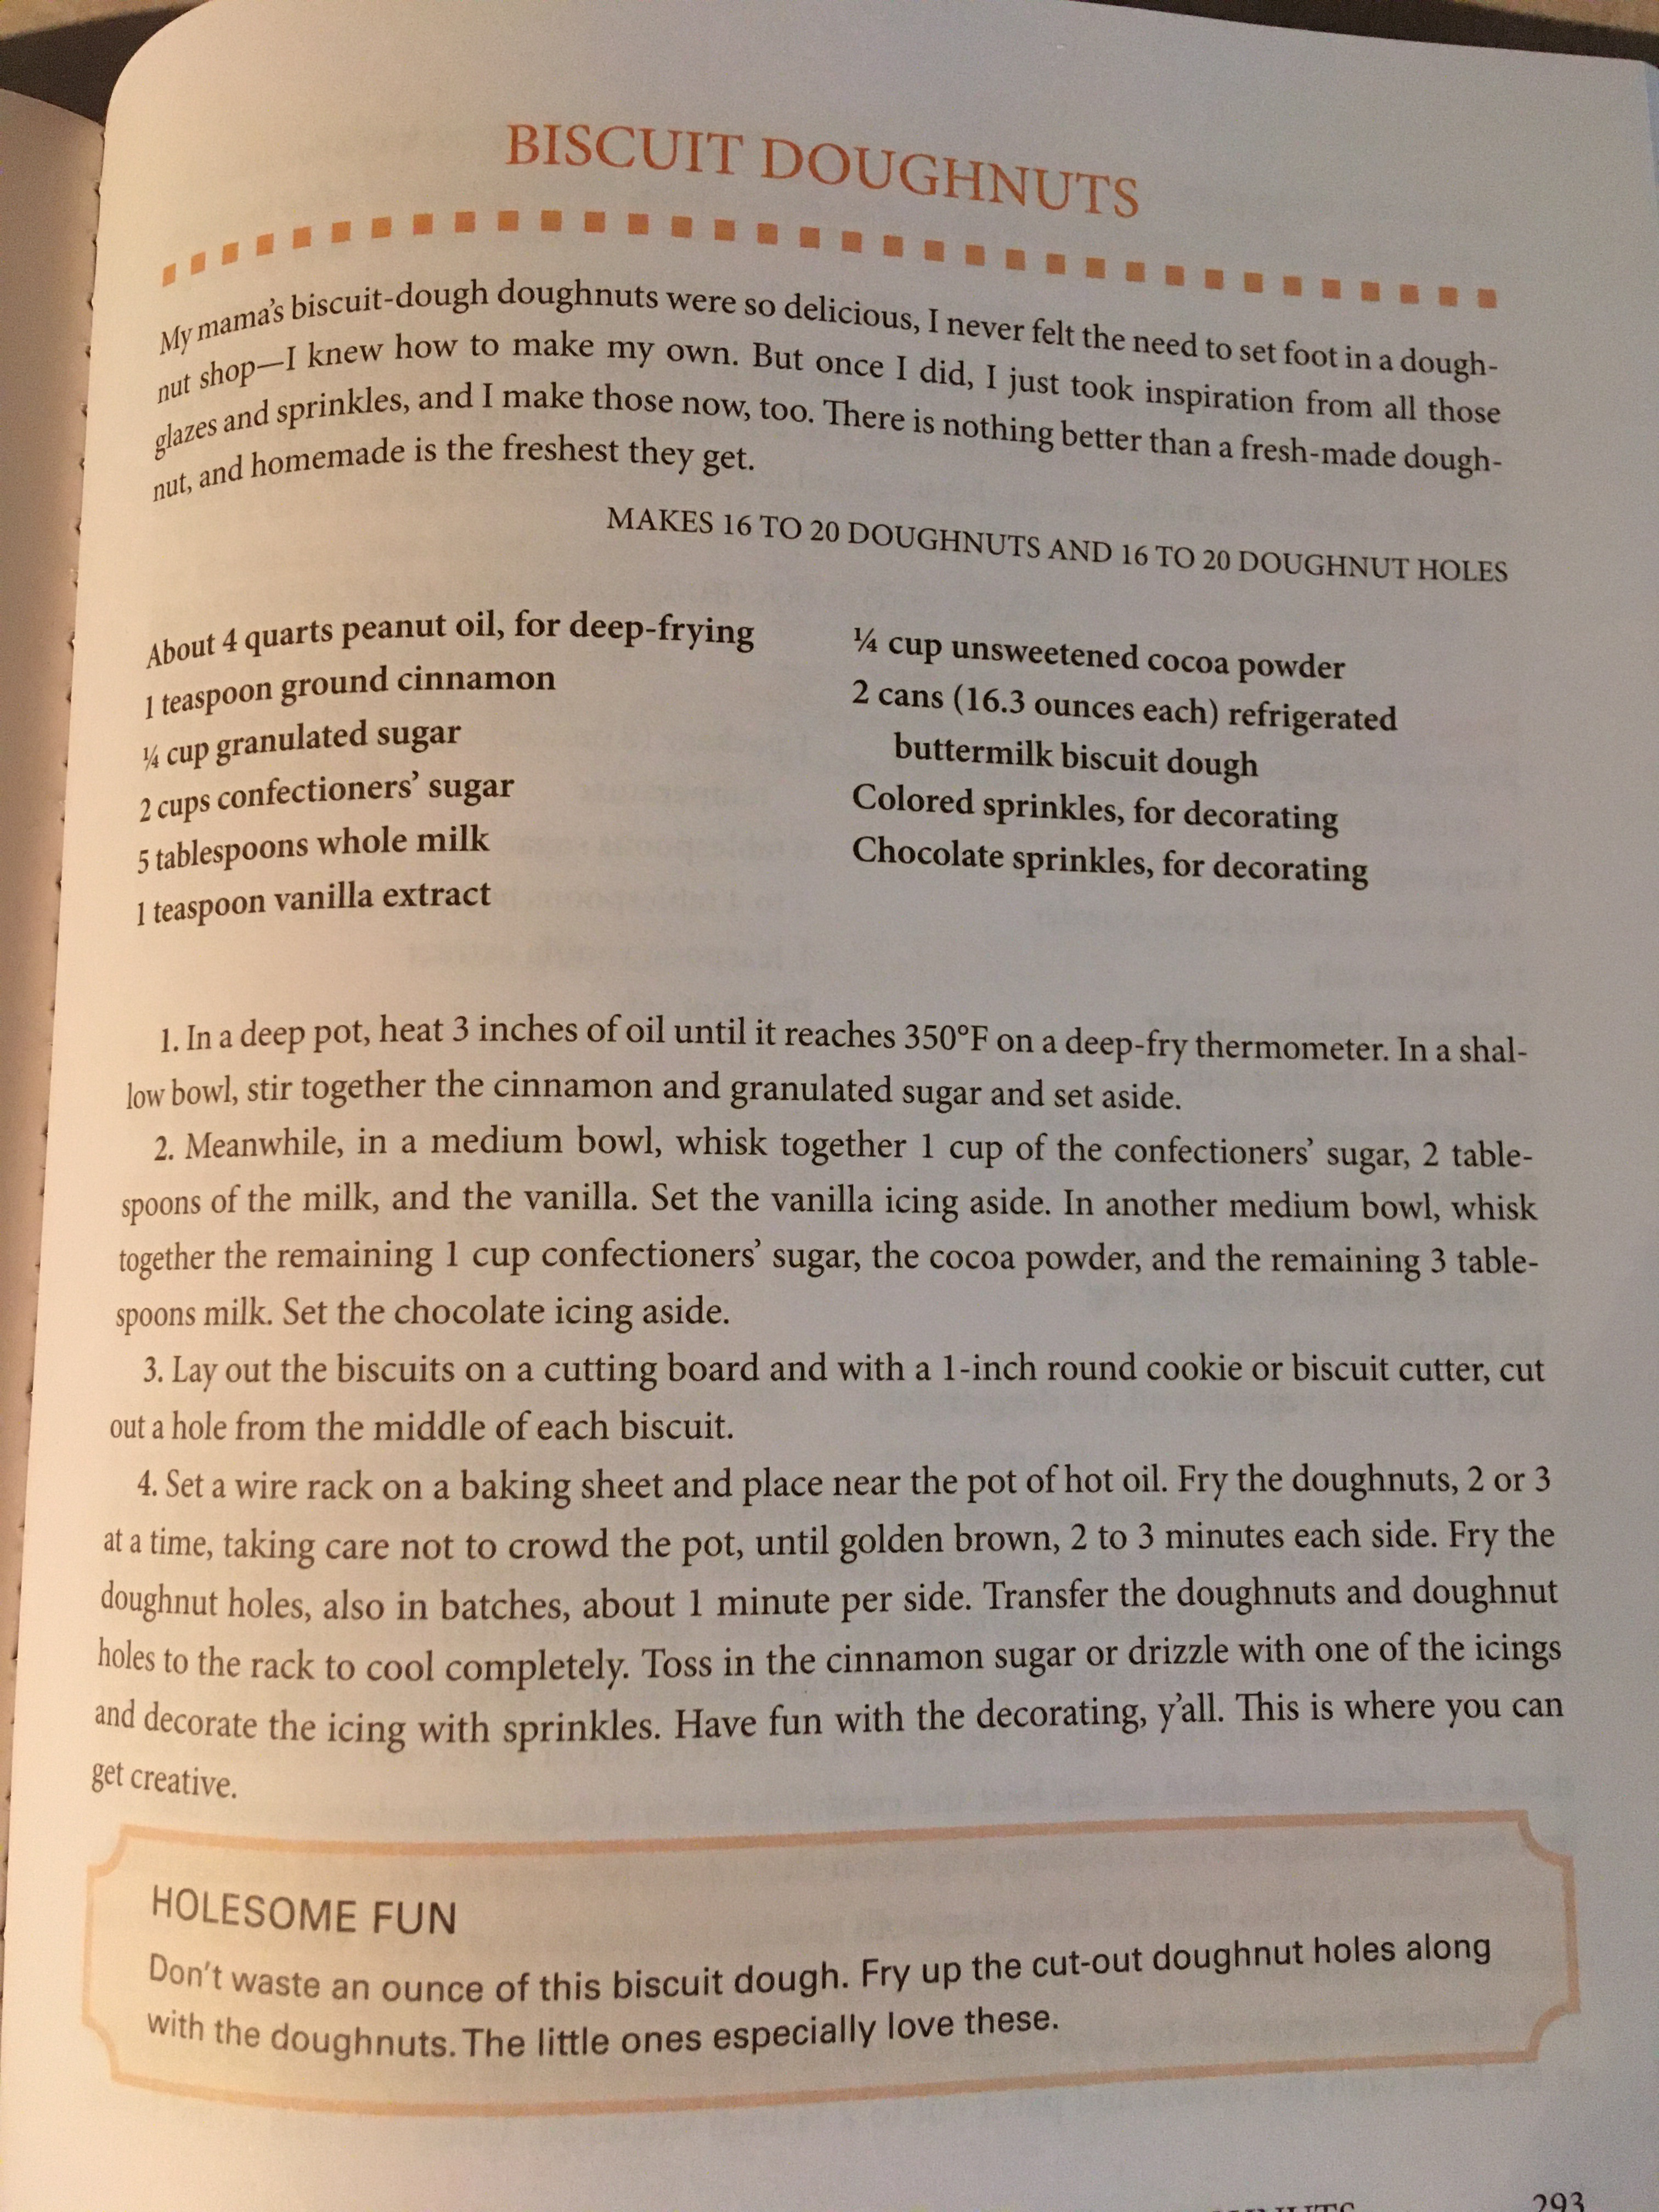 BISCUIT DOUGHNUTS
My mama's biscuit-dough doughnuts were so delicious, I never felt the need to set foot in a dough-
nut shop—I knew how to make my own. But once I did, I just took inspiration from all those
glazes and sprinkles, and I make those now, too. There is nothing better than a fresh-made dough-
nut, and homemade is the freshest they get.
MAKES 16 TO 20 DOUGHNUTS AND 16 TO 20 DOUGHNUT HOLES
About 4 quarts peanut oil, for deep-frying
1 teaspoon ground cinnamon
¼ cup granulated sugar
2 cups confectioners' sugar
5 tablespoons whole milk
1 teaspoon vanilla extract
¼ cup unsweetened cocoa powder
2 cans (16.3 ounces each) refrigerated
buttermilk biscuit dough
Colored sprinkles, for decorating
Chocolate sprinkles, for decorating
1. In a deep pot, heat 3 inches of oil until it reaches 350°F on a deep-fry thermometer. In a shal-
low bowl, stir together the cinnamon and granulated sugar and set aside.
2. Meanwhile, in a medium bowl, whisk together 1 cup of the confectioners' sugar, 2 table-
spoons of the milk, and the vanilla. Set the vanilla icing aside. In another medium bowl, whisk
together the remaining 1 cup confectioners' sugar, the cocoa powder, and the remaining 3 table-
spoons milk. Set the chocolate icing aside.
3. Lay out the biscuits on a cutting board and with a 1-inch round cookie or biscuit cutter, cut
out a hole from the middle of each biscuit.
4. Set a wire rack on a baking sheet and place near the pot of hot oil. Fry the doughnuts, 2 or 3
at a time, taking care not to crowd the pot, until golden brown, 2 to 3 minutes each side. Fry the
doughnut holes, also in batches, about 1 minute per side. Transfer the doughnuts and doughnut
holes to the rack to cool completely. Toss in the cinnamon sugar or drizzle with one of the icings
and decorate the icing with sprinkles. Have fun with the decorating, y'all. This is where you can
get creative.
HOLESOME FUN
Don't waste an ounce of this biscuit dough. Fry up the cut-out doughnut holes along
with the doughnuts. The little ones especially love these.
293